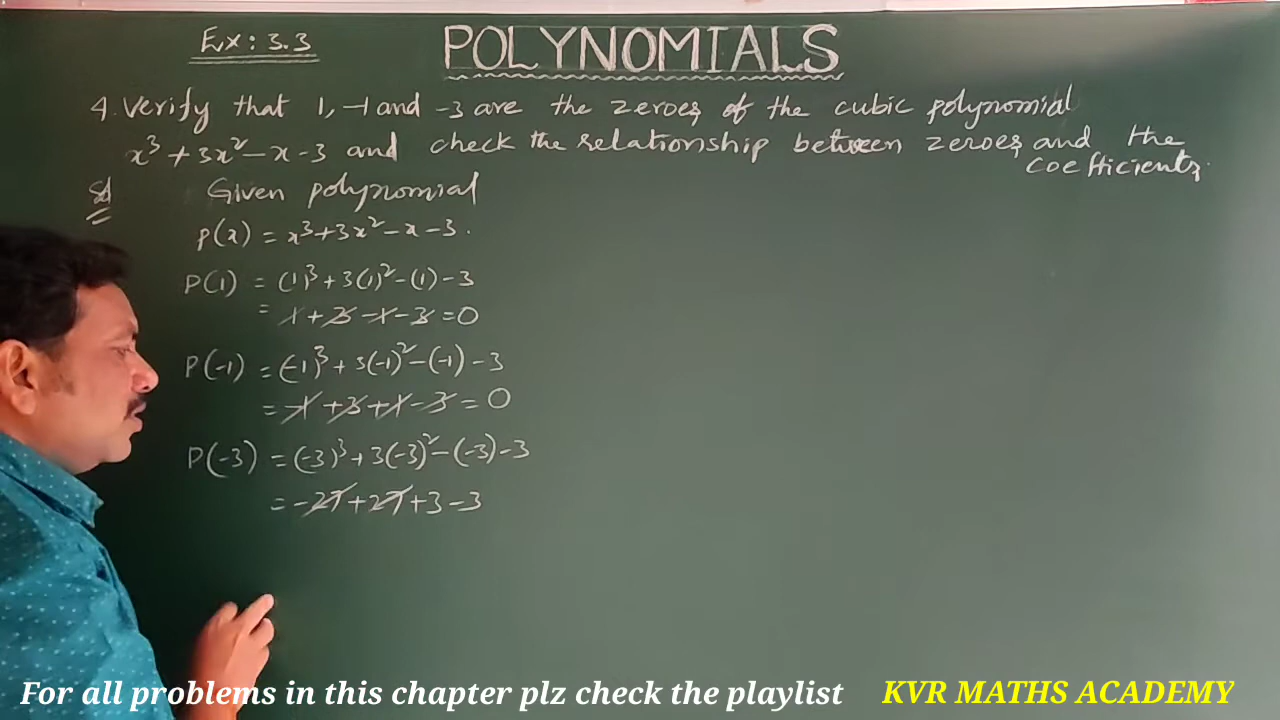 Ex: 3.3
POLYNOMIALS
4. Verify that 1, -1 and -3 are the zeroes of the cubic polynomial
x³ + 3x² - x - 3 and check the relationship between zeroes and the
coefficients.
Sol
Given polynomial
P(x) = x³ + 3x² - x - 3.
P(1) = (1)³ + 3(1)² - (1) - 3
= 1 + 3 - 1 - 3 = 0
P(-1) = (-1)³ + 3(-1)² - (-1) - 3
= -1 + 3 + 1 - 3 = 0
P(-3) = (-3)³ + 3(-3)² - (-3) - 3
= -27 + 27 + 3 - 3
For all problems in this chapter plz check the playlist
KVR MATHS ACADEMY